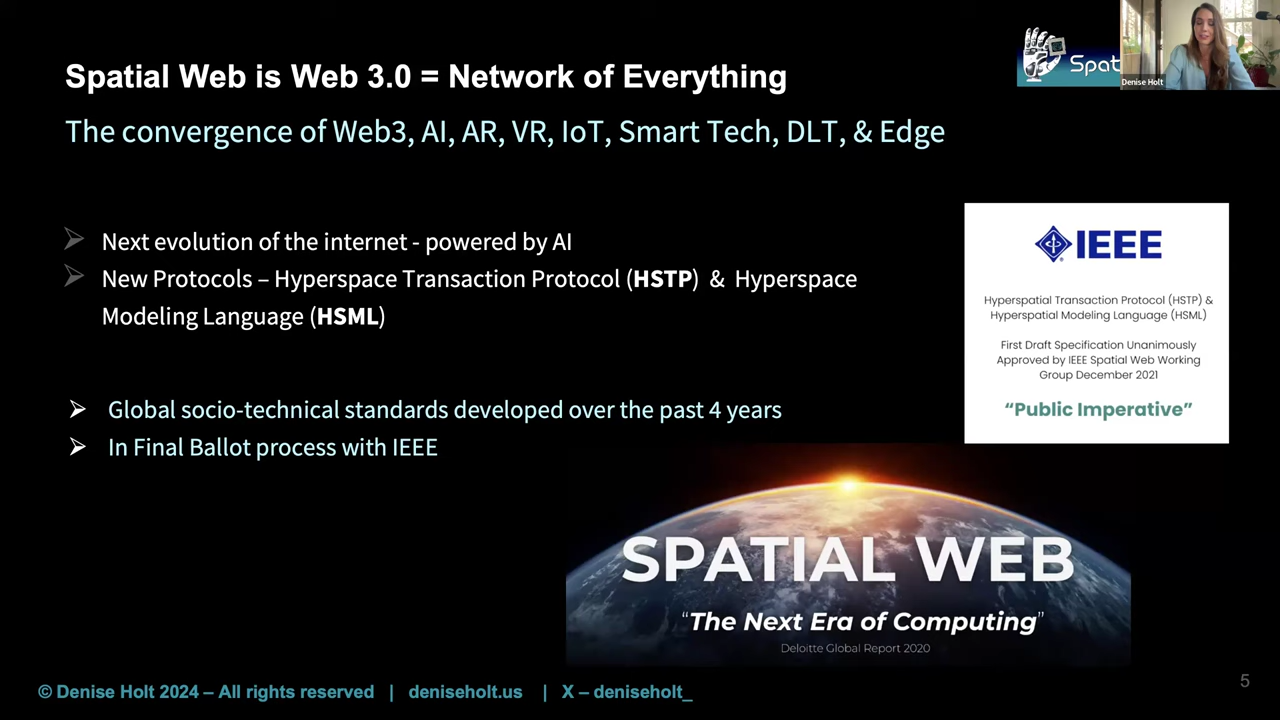 Spatial Web is Web 3.0 = Network of Everything
The convergence of Web3, AI, AR, VR, IoT, Smart Tech, DLT, & Edge
Spat
Denise Holt
Next evolution of the internet - powered by AI
New Protocols – Hyperspace Transaction Protocol (HSTP) & Hyperspace
Modeling Language (HSML)
Global socio-technical standards developed over the past 4 years
In Final Ballot process with IEEE
IEEE
Hyperspatial Transaction Protocol (HSTP) &
Hyperspatial Modeling Language (HSML)
First Draft Specification Unanimously
Approved by IEEE Spatial Web Working
Group December 2021
“Public Imperative”
SPATIAL WEB
“The Next Era of Computing”
Deloitte Global Report 2020
© Denise Holt 2024 – All rights reserved | deniseholt.us | X – deniseholt_
5